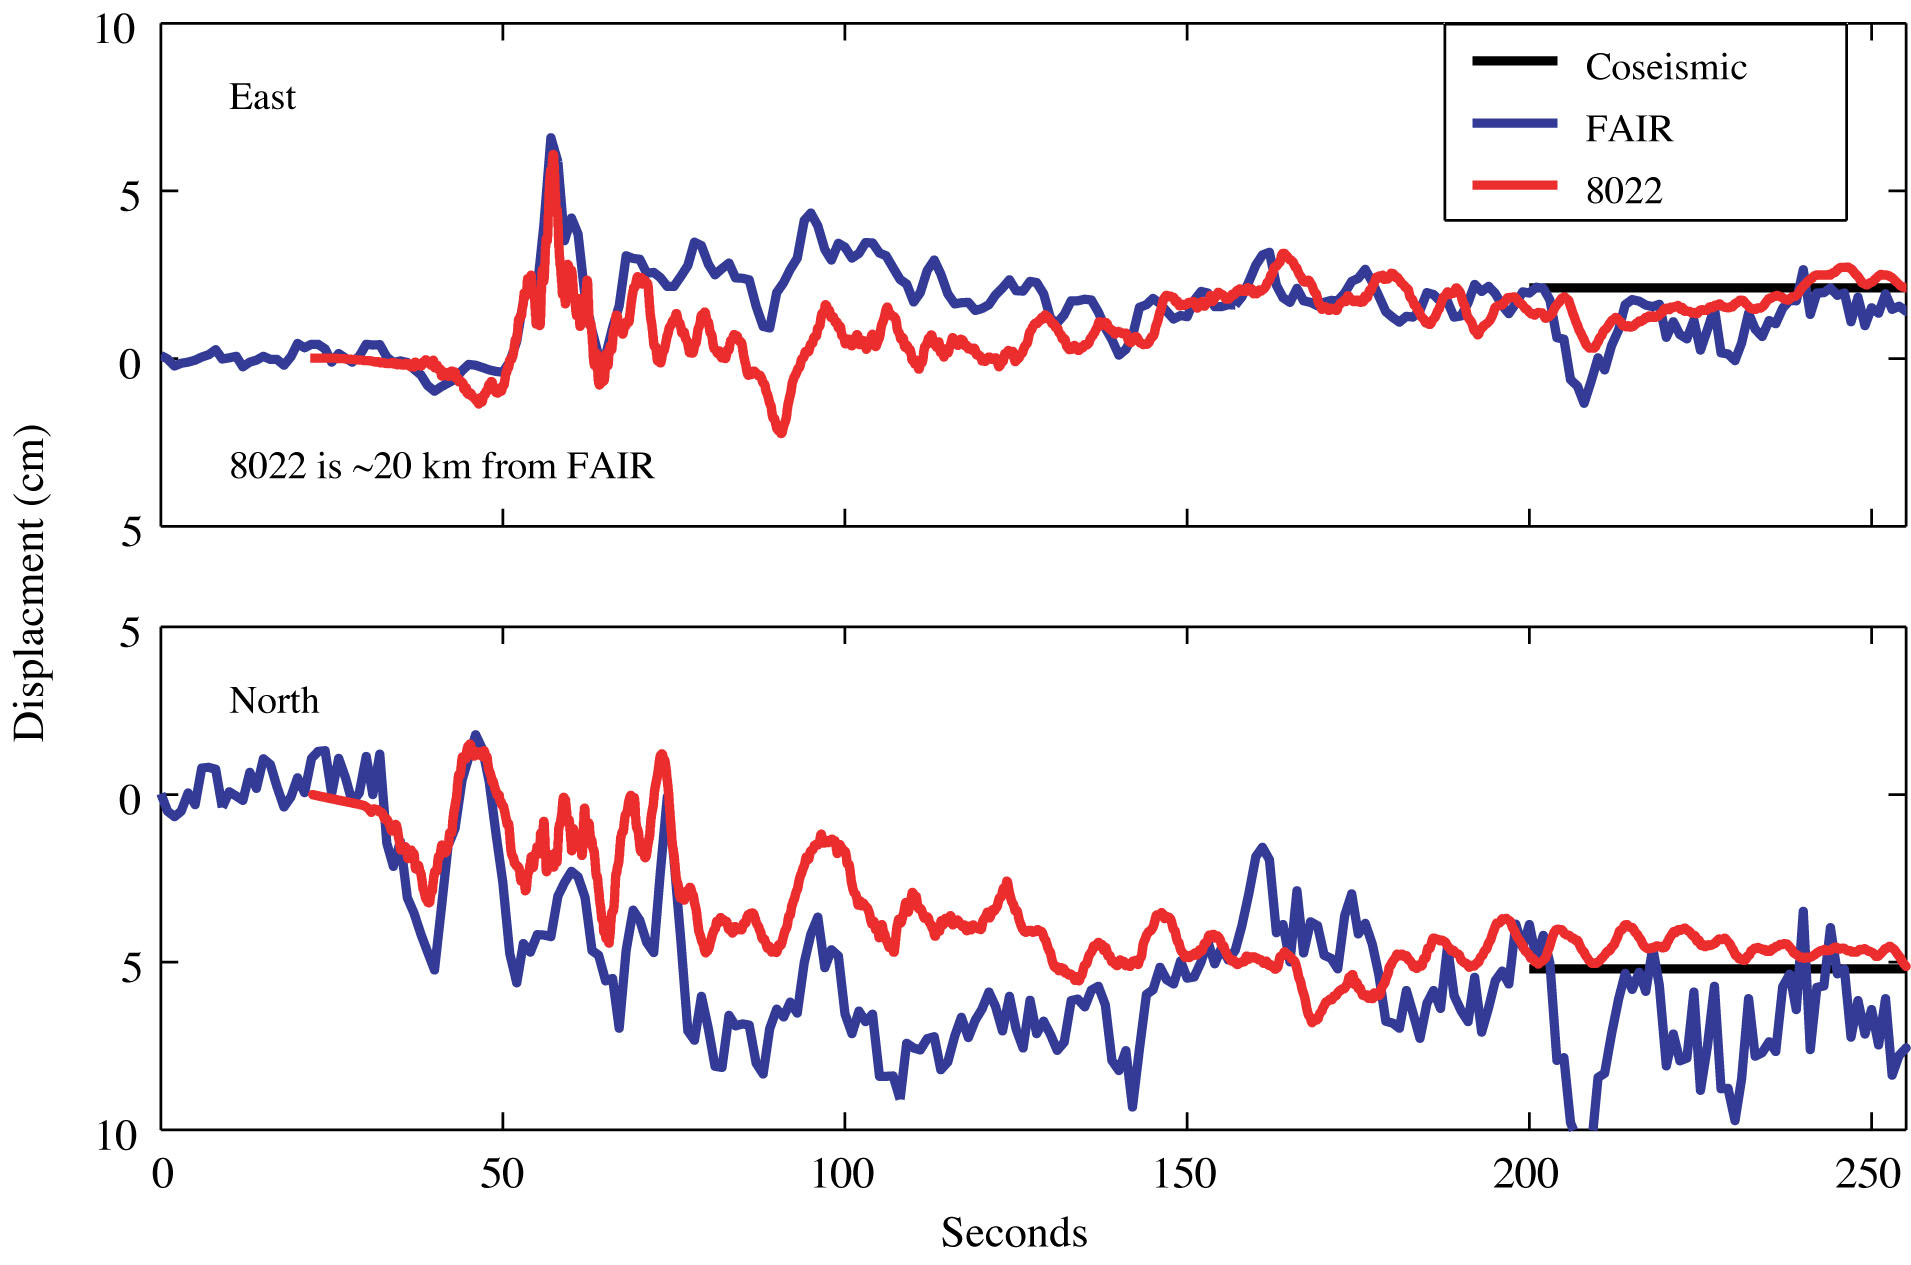 10
East
Coseismic
FAIR
8022
5
0
8022 is ~20 km from FAIR
5
Displacment (cm)
5
North
0
5
10
0 50 100 150 200 250
Seconds